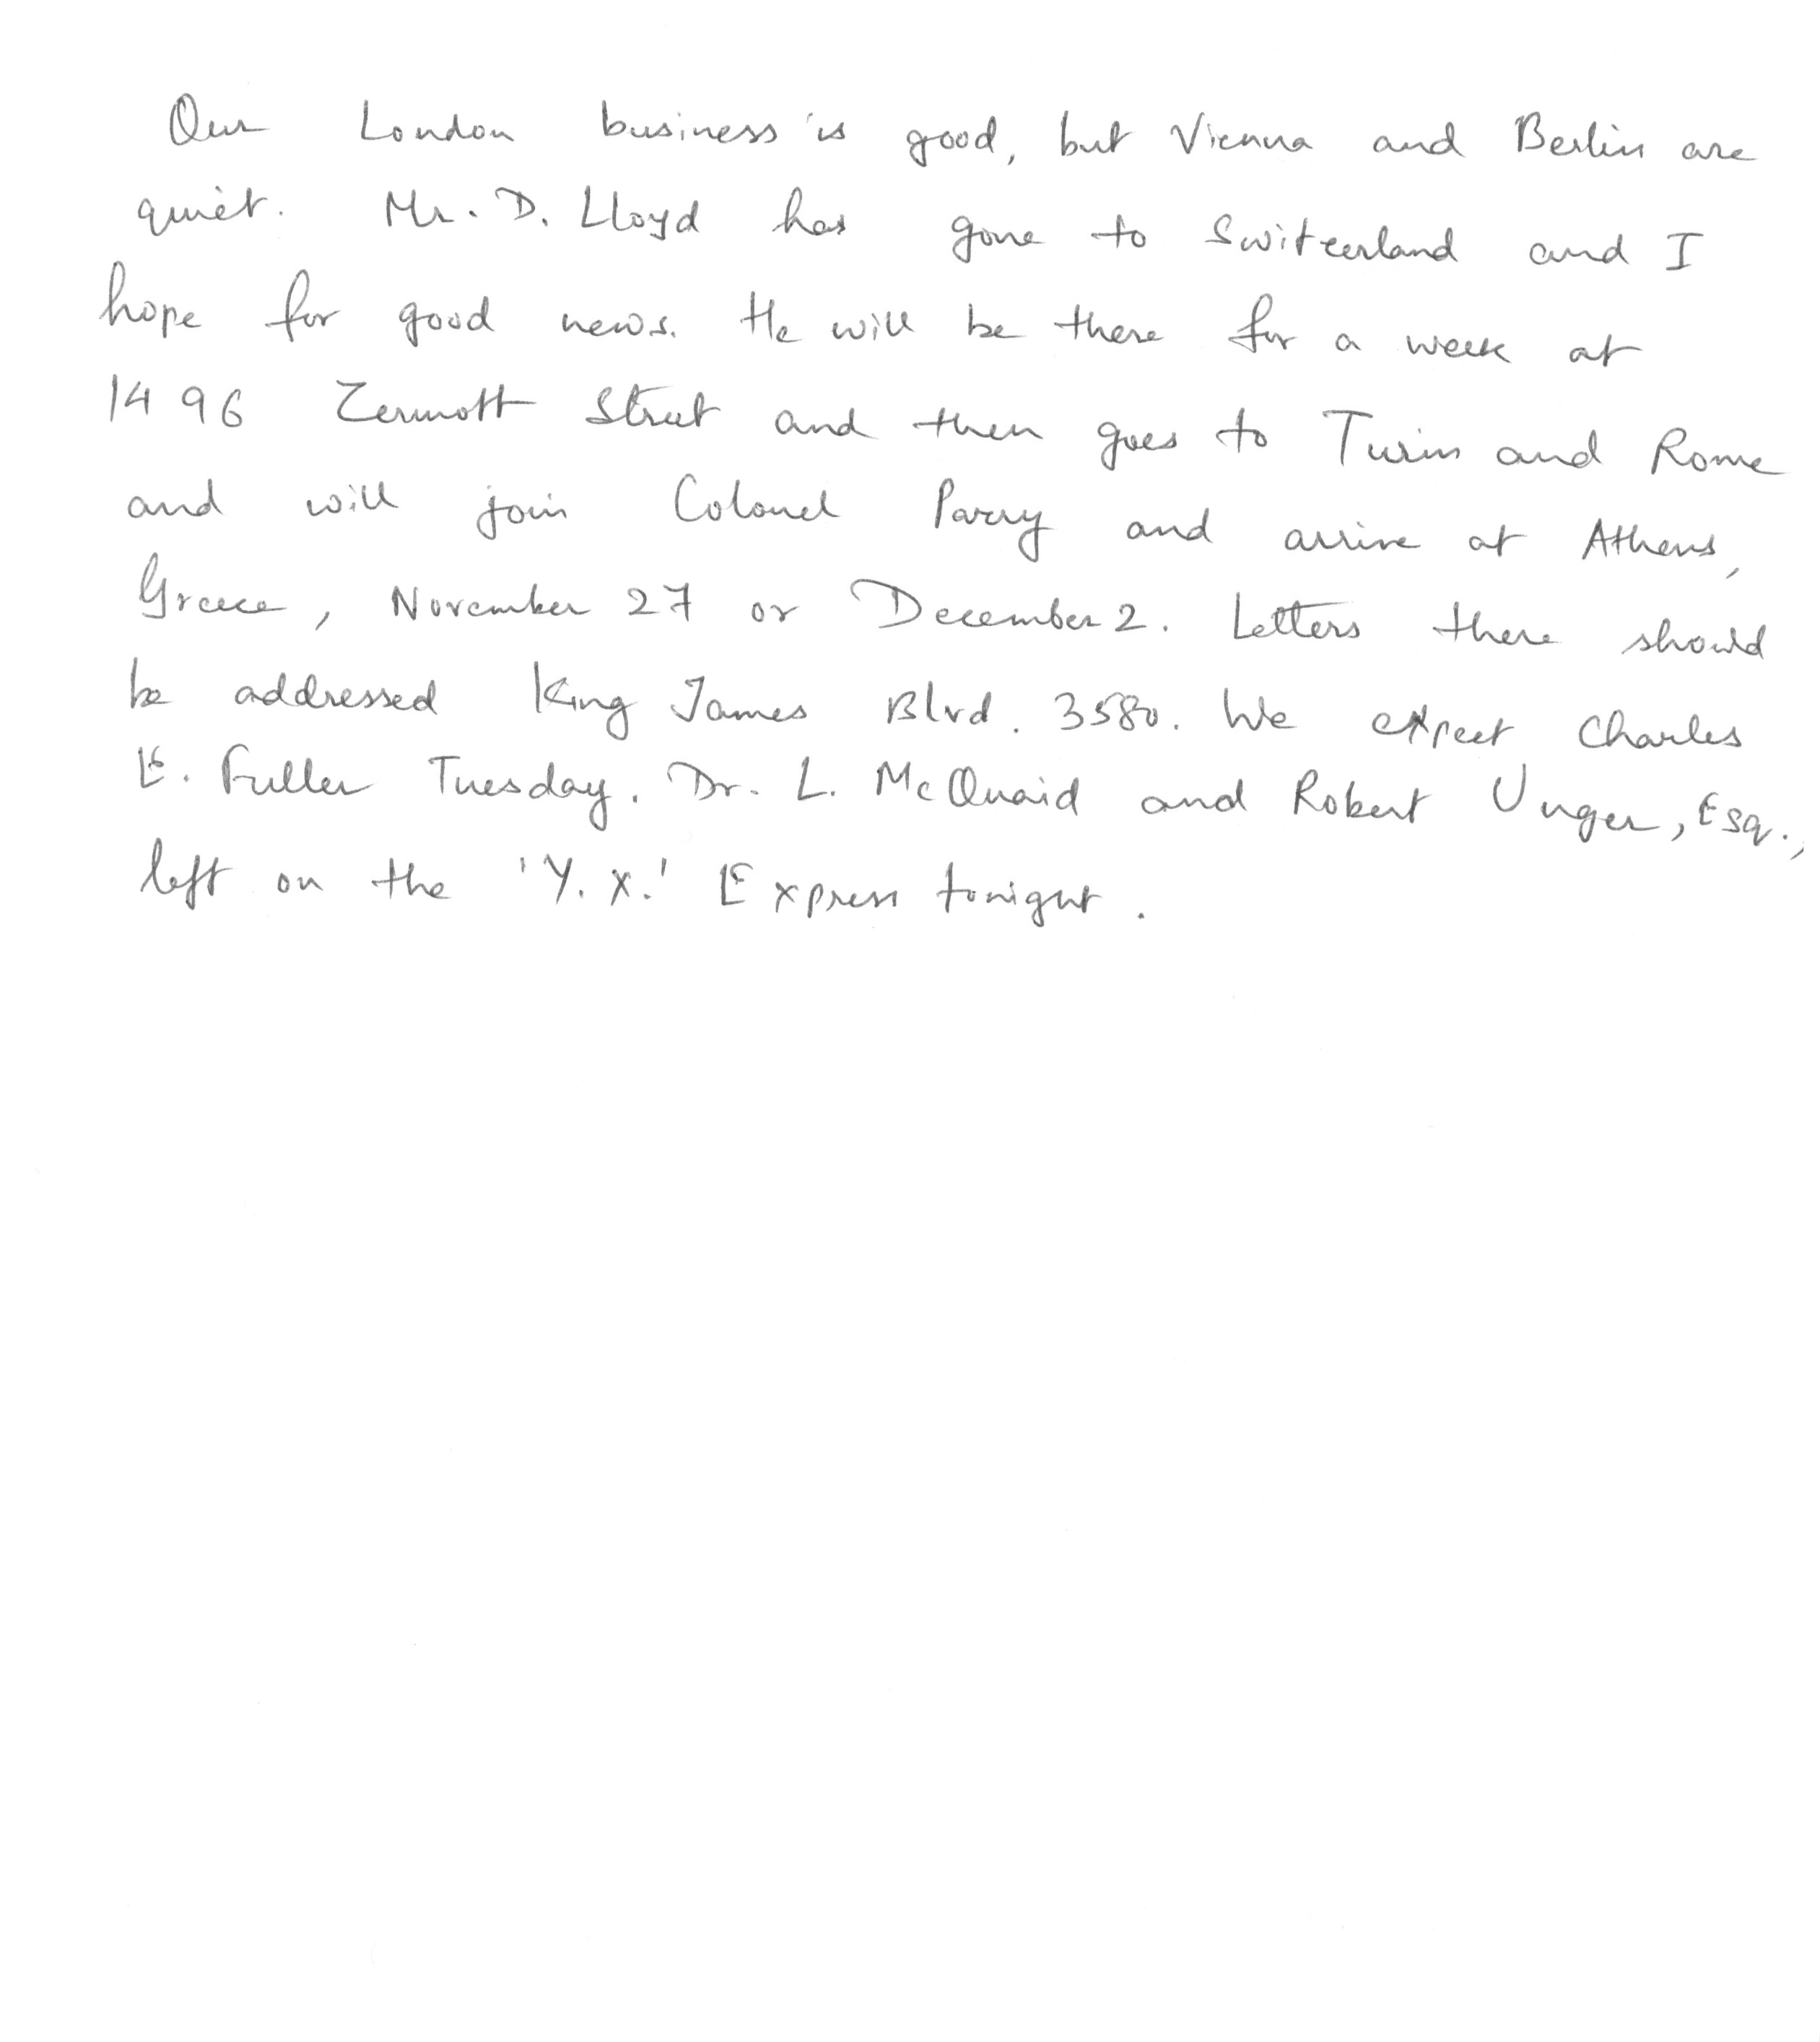 Our London business is good, but Vienna and Berlin are
quiet. Mr. D. Lloyd has gone to Switzerland and I
hope for good news. He will be there for a week at
1496 Zermott Street and then goes to Turin and Rome
and will join Colonel Parry and arrive at Athens,
Greece, November 27 or December 2. Letters there should
be addressed King James Blvd. 3580. We expect Charles
E. Fuller Tuesday. Dr. L. McQuaid and Robert Unger, Esq.,
left on the 'Y.X.' Express tonight.